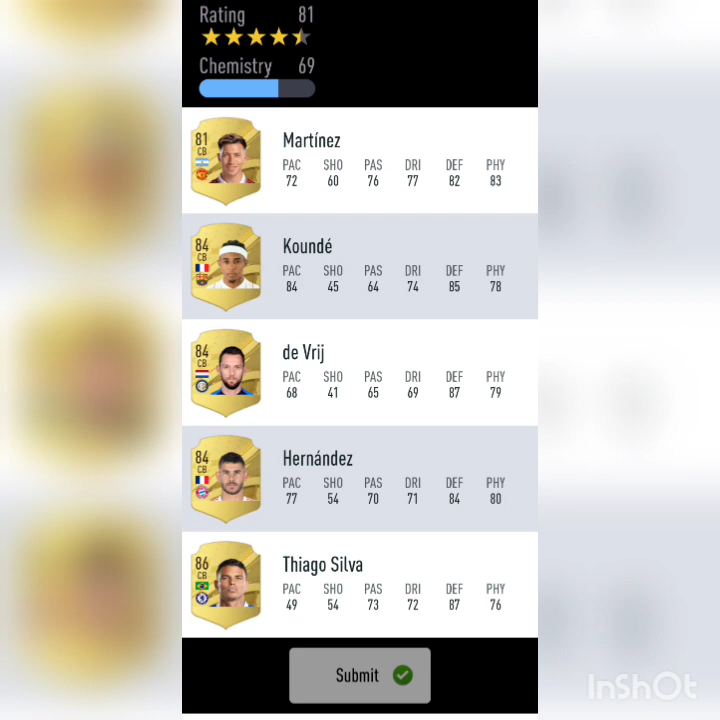 Rating 81
Chemistry 69
81
CB
Martínez
PAC SHO PAS DRI DEF PHY
72 60 76 77 82 83
84
CB
Koundé
PAC SHO PAS DRI DEF PHY
84 45 64 74 85 78
84
CB
de Vrij
PAC SHO PAS DRI DEF PHY
68 41 65 69 87 79
84
CB
Hernández
PAC SHO PAS DRI DEF PHY
77 54 70 71 84 80
86
CB
Thiago Silva
PAC SHO PAS DRI DEF PHY
49 54 73 72 87 76
Submit
InShOt